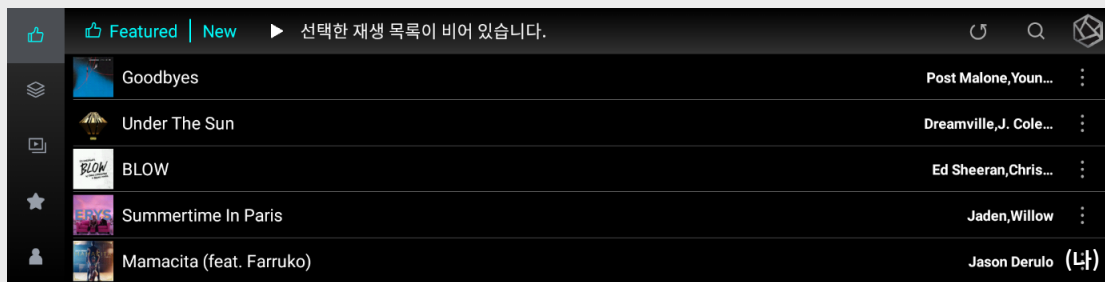 Featured | New ▶ 선택한 재생 목록이 비어 있습니다.
Goodbyes Post Malone,Youn...
Under The Sun Dreamville,J. Cole...
BLOW BLOW Ed Sheeran,Chris...
ERYS Summertime In Paris Jaden,Willow
Mamacita (feat. Farruko) Jason Derulo (나)